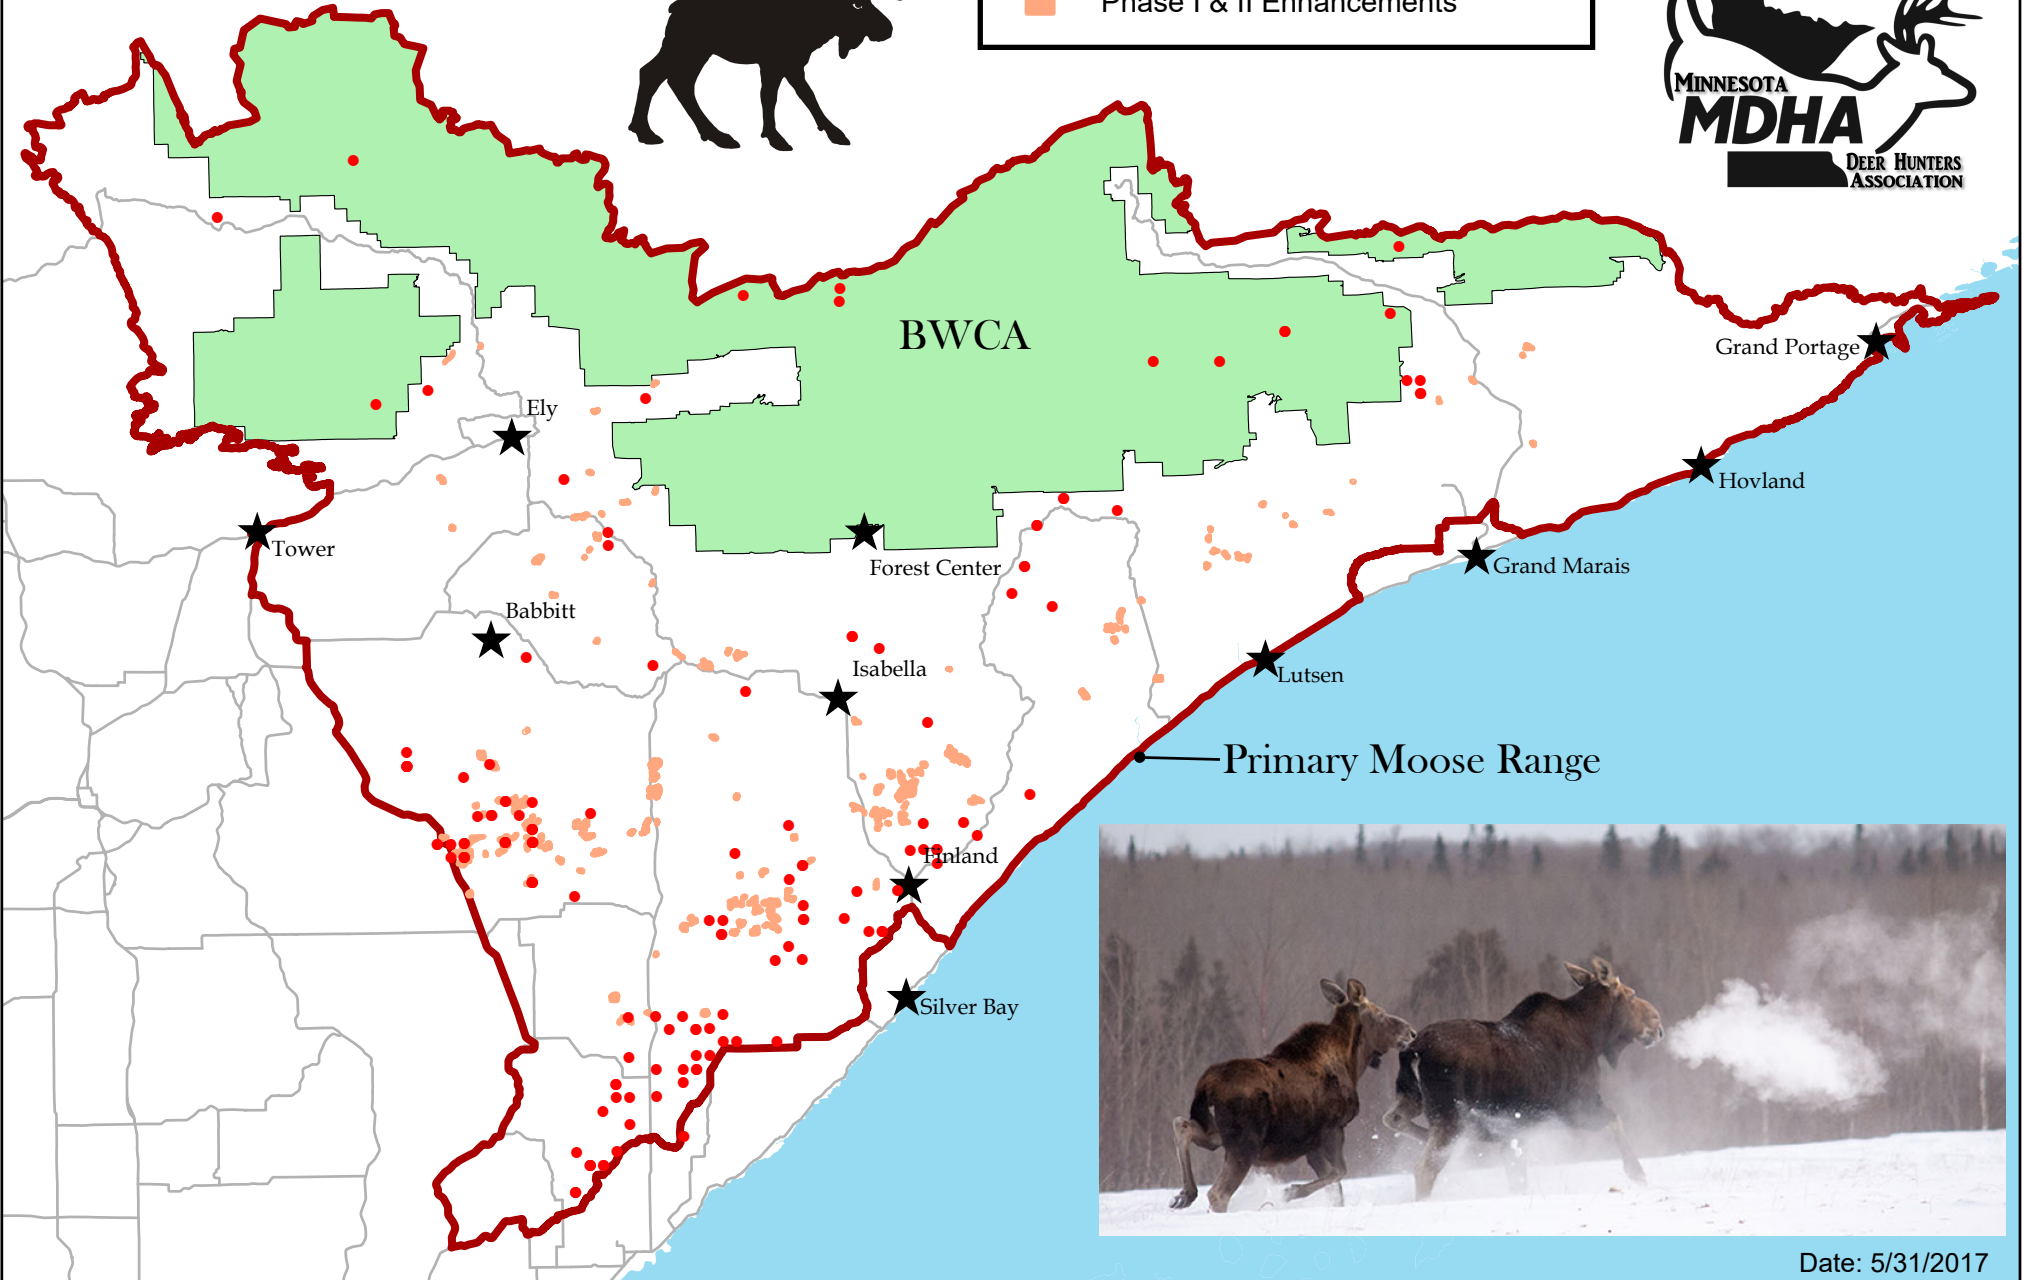 Phase I & II Enhancements
MINNESOTA
MDHA
DEER HUNTERS
ASSOCIATION
BWCA
Grand Portage
Ely
Hovland
Tower
Forest Center
Grand Marais
Babbitt
Isabella
Lutsen
Primary Moose Range
Finland
Silver Bay
Date: 5/31/2017